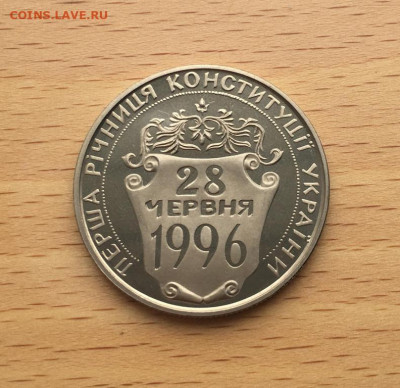 COINS.LAVE.RU
ПЕРША РІЧНИЦЯ КОНСТИТУЦІЇ УКРАЇНИ
28
ЧЕРВНЯ
1996